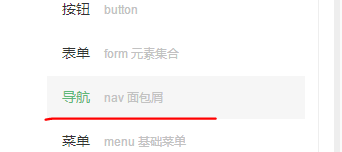 按钮 button
表单 form 元素集合
导航 nav 面包屑
菜单 menu 基础菜单